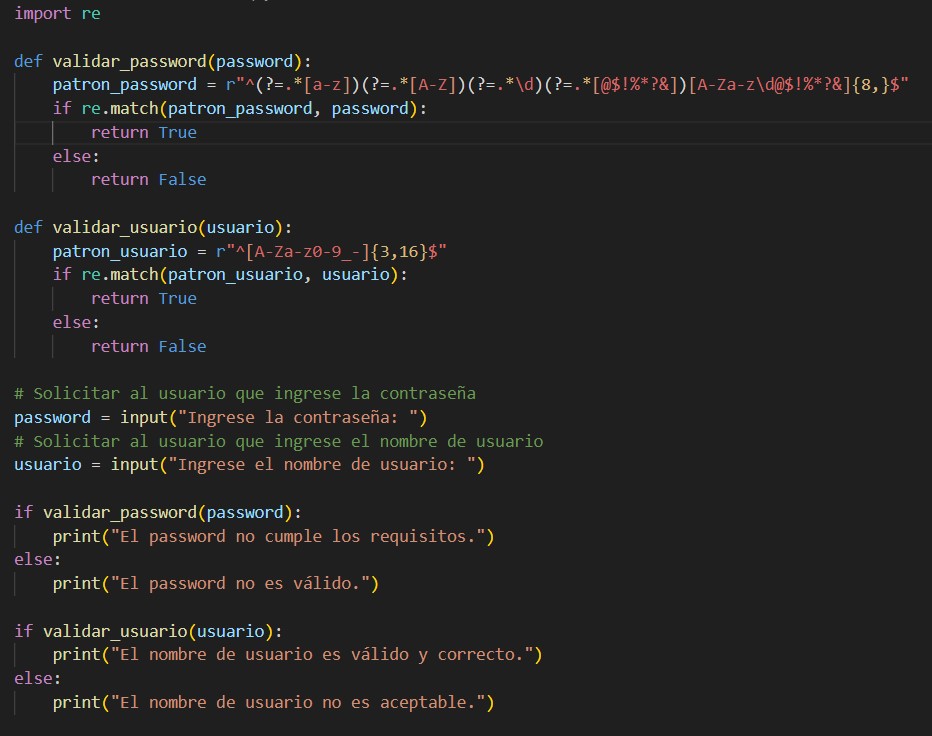 import re
def validar_password(password):
    patron_password = r"^(?=.*[a-z])(?=.*[A-Z])(?=.*\d)(?=.*[@$!%*?&])[A-Za-z\d@$!%*?&]{8,}$"
    if re.match(patron_password, password):
        return True
    else:
        return False
def validar_usuario(usuario):
    patron_usuario = r"^[A-Za-z0-9_-]{3,16}$"
    if re.match(patron_usuario, usuario):
        return True
    else:
        return False
# Solicitar al usuario que ingrese la contraseña
password = input("Ingrese la contraseña: ")
# Solicitar al usuario que ingrese el nombre de usuario
usuario = input("Ingrese el nombre de usuario: ")
if validar_password(password):
    print("El password no cumple los requisitos.")
else:
    print("El password no es válido.")
if validar_usuario(usuario):
    print("El nombre de usuario es válido y correcto.")
else:
    print("El nombre de usuario no es aceptable.")